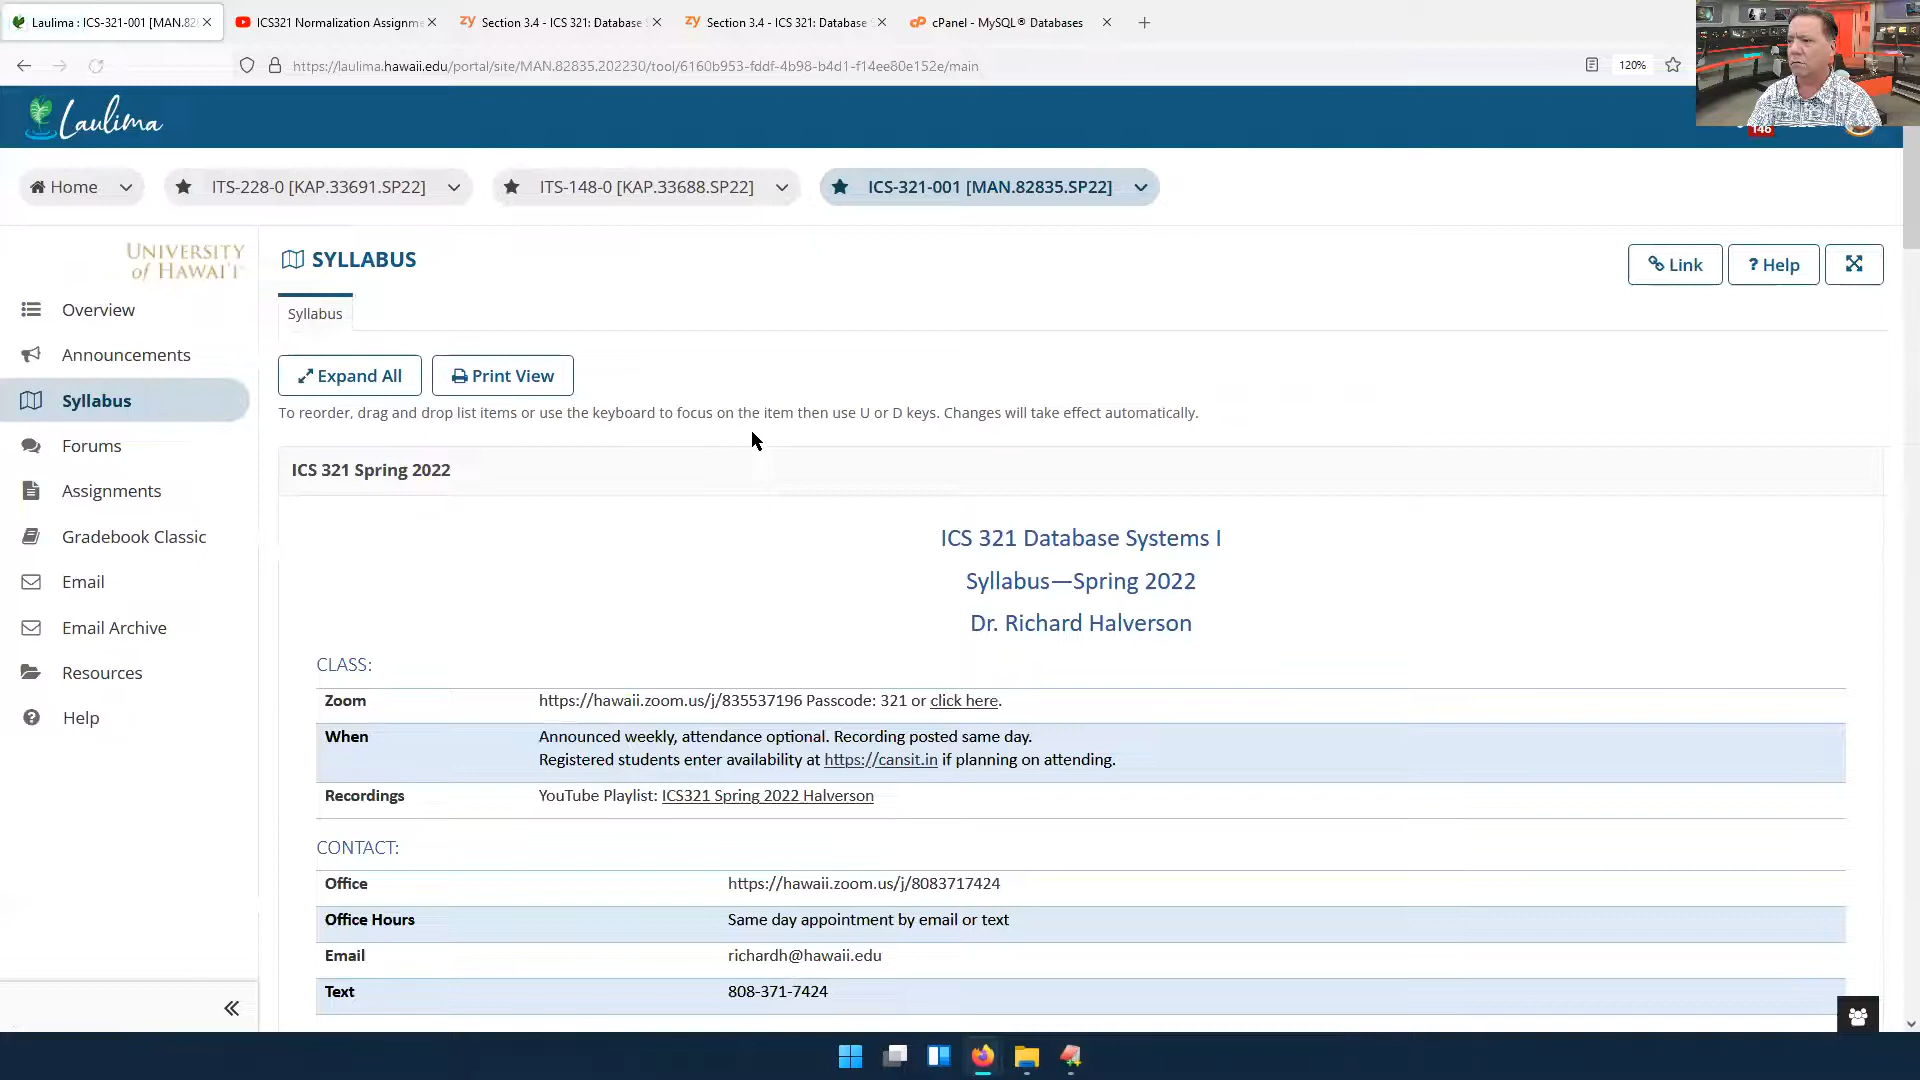 Laulima : ICS-321-001 [MAN.82
ICS321 Normalization Assignm
Section 3.4 - ICS 321: Database
Section 3.4 - ICS 321: Database
cPanel - MySQL® Databases
https://laulima.hawaii.edu/portal/site/MAN.82835.202230/tool/6160b953-fddf-4b98-b4d1-f14ee80e152e/main
120%
Laulima
146
Home
ITS-228-0 [KAP.33691.SP22]
ITS-148-0 [KAP.33688.SP22]
ICS-321-001 [MAN.82835.SP22]
UNIVERSITY
of HAWAI'I
Overview
Announcements
Syllabus
Forums
Assignments
Gradebook Classic
Email
Email Archive
Resources
Help
SYLLABUS
Link
? Help
Syllabus
Expand All
Print View
To reorder, drag and drop list items or use the keyboard to focus on the item then use U or D keys. Changes will take effect automatically.
ICS 321 Spring 2022
ICS 321 Database Systems I
Syllabus—Spring 2022
Dr. Richard Halverson
CLASS:
Zoom https://hawaii.zoom.us/j/835537196 Passcode: 321 or click here.
When Announced weekly, attendance optional. Recording posted same day.
Registered students enter availability at https://cansit.in if planning on attending.
Recordings YouTube Playlist: ICS321 Spring 2022 Halverson
CONTACT:
Office https://hawaii.zoom.us/j/8083717424
Office Hours Same day appointment by email or text
Email richardh@hawaii.edu
Text 808-371-7424